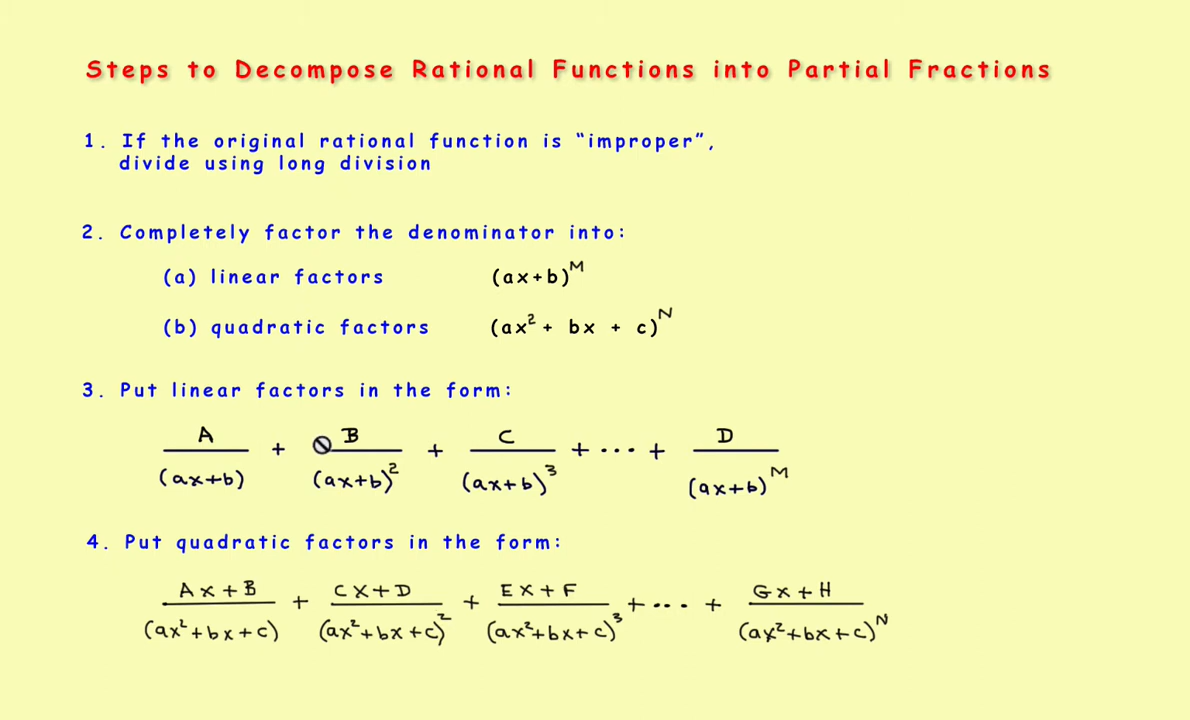 Steps to Decompose Rational Functions into Partial Fractions
1. If the original rational function is “improper”,
divide using long division
2. Completely factor the denominator into:
(a) linear factors (ax+b)^M
(b) quadratic factors (ax² + bx + c)^N
3. Put linear factors in the form:
A/(ax+b) + B/(ax+b)² + C/(ax+b)³ + ... + D/(ax+b)^M
4. Put quadratic factors in the form:
Ax+B/(ax²+bx+c) + Cx+D/(ax²+bx+c)² + Ex+F/(ax²+bx+c)³ + ... + Gx+H/(ax²+bx+c)^N